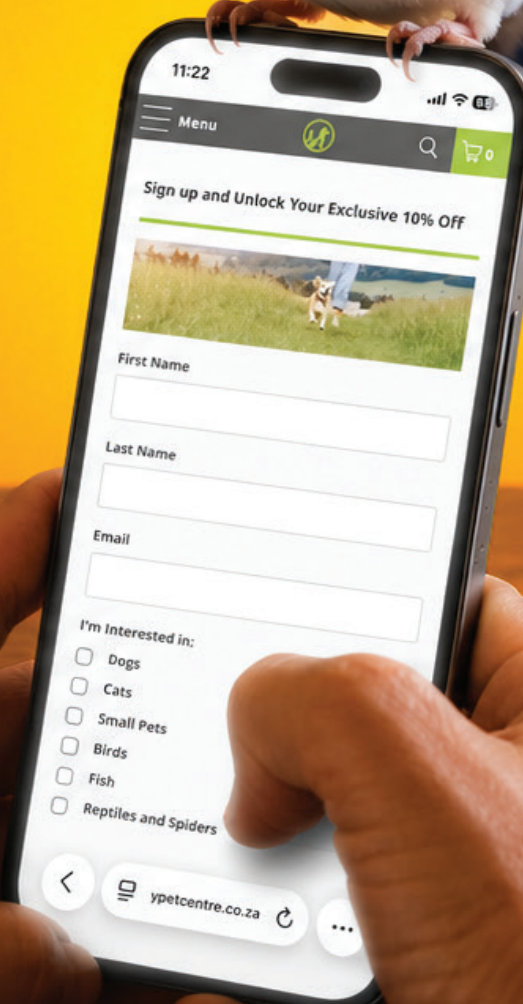 11:22
Menu
0
Sign up and Unlock Your Exclusive 10% Off
First Name
Last Name
Email
I'm Interested in:
Dogs
Cats
Small Pets
Birds
Fish
Reptiles and Spiders
ypetcentre.co.za